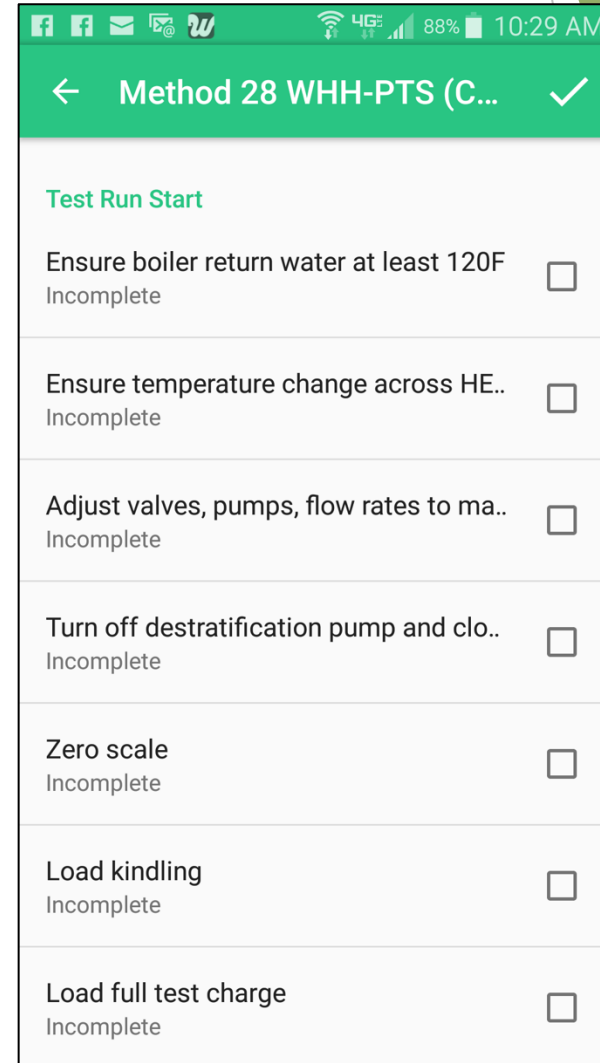 4G 88% 10:29 AM
Method 28 WHH-PTS (C...
Test Run Start
Ensure boiler return water at least 120F
Incomplete
Ensure temperature change across HE..
Incomplete
Adjust valves, pumps, flow rates to ma..
Incomplete
Turn off destratification pump and clo..
Incomplete
Zero scale
Incomplete
Load kindling
Incomplete
Load full test charge
Incomplete